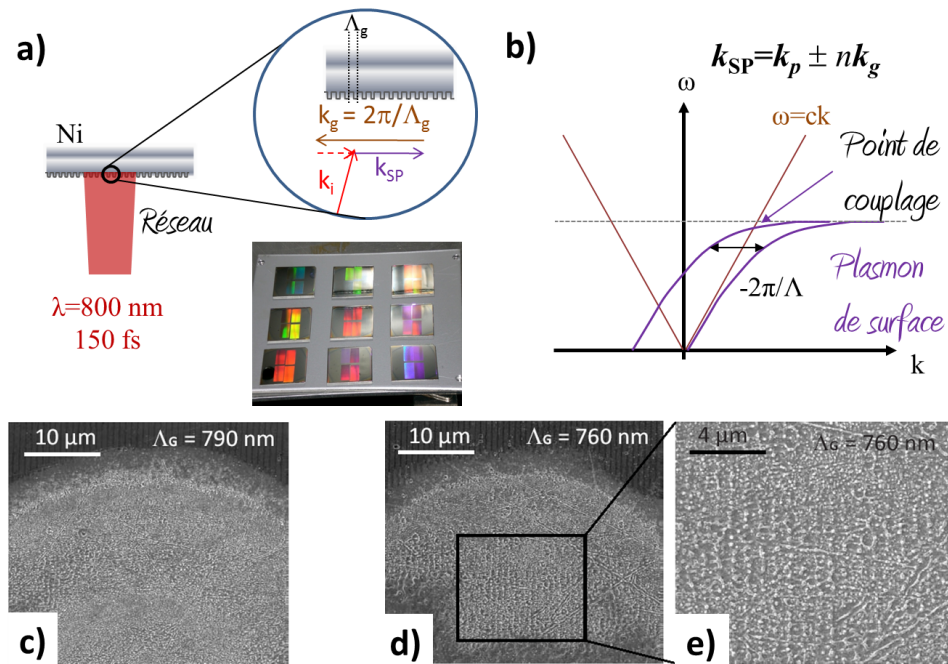 a)
Λg
kg = 2π/Λg
ki
kSP
Ni
Réseau
λ=800 nm
150 fs
b)
kSP=kp ± nkg
ω
ω=ck
Point de
couplage
-2π/Λ
Plasmon
de surface
k
10 µm
ΛG = 790 nm
c)
10 µm
ΛG = 760 nm
d)
4 µm
ΛG = 760 nm
e)